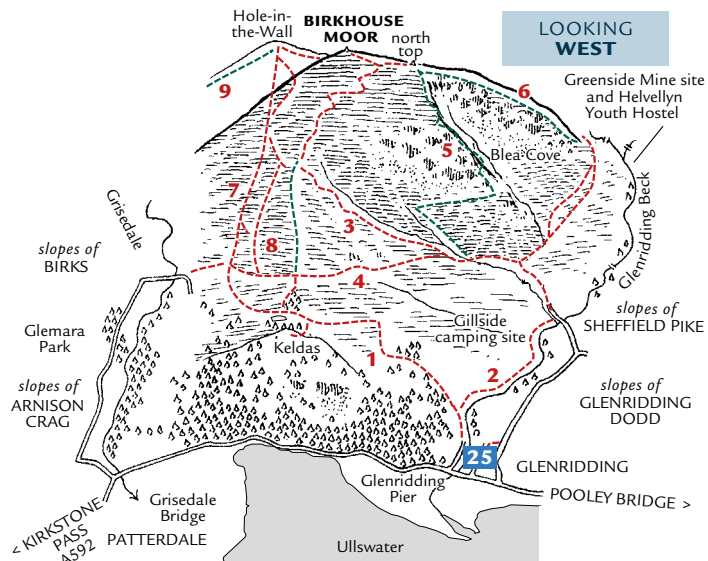 Hole-in-
the-Wall
BIRKHOUSE
MOOR
north
top
LOOKING
WEST
9
6
Greenside Mine site
and Helvellyn
Youth Hostel
5
Blea Cove
7
Grisedale
3
8
Glenridding Beck
slopes of
BIRKS
4
slopes of
SHEFFIELD PIKE
Glemara
Park
Gillside
camping site
Keldas
1
2
slopes of
ARNISON
CRAG
slopes of
GLENRIDDING
DODD
25
GLENRIDDING
Glenridding
Pier
POOLEY BRIDGE >
Grisedale
Bridge
< KIRKSTONE
PASS
A592
PATTERDALE
Ullswater